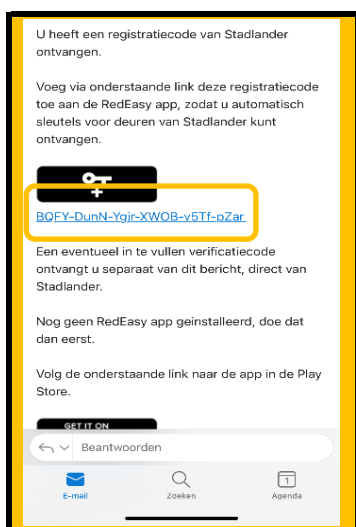 U heeft een registratiecode van Stadlander
ontvangen.
Voeg via onderstaande link deze registratiecode
toe aan de RedEasy app, zodat u automatisch
sleutels voor deuren van Stadlander kunt
ontvangen.
BQFY-DunN-Ygjr-XWOB-v5Tf-pZar
Een eventueel in te vullen verificatiecode
ontvangt u separaat van dit bericht, direct van
Stadlander.
Nog geen RedEasy app geinstalleerd, doe dat
dan eerst.
Volg de onderstaande link naar de app in de Play
Store.
GET IT ON
Beantwoorden
1
E-mail Zoeken Agenda